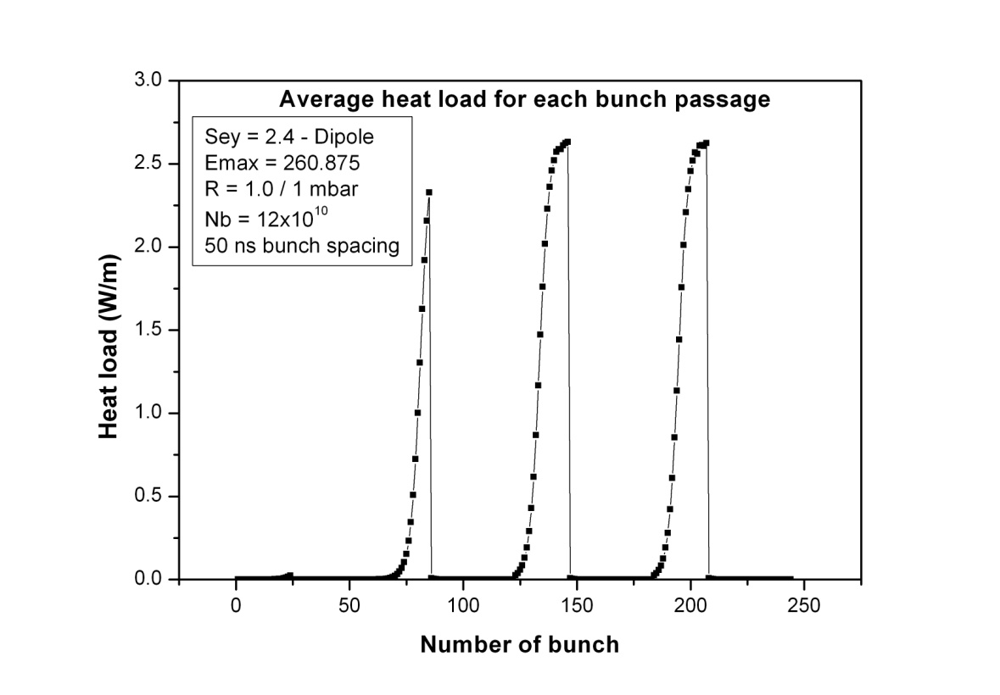 Average heat load for each bunch passage
Sey = 2.4 - Dipole
Emax = 260.875
R = 1.0 / 1 mbar
Nb = 12x10¹⁰
50 ns bunch spacing
3.0
2.5
2.0
1.5
1.0
0.5
0.0
Heat load (W/m)
0 50 100 150 200 250
Number of bunch